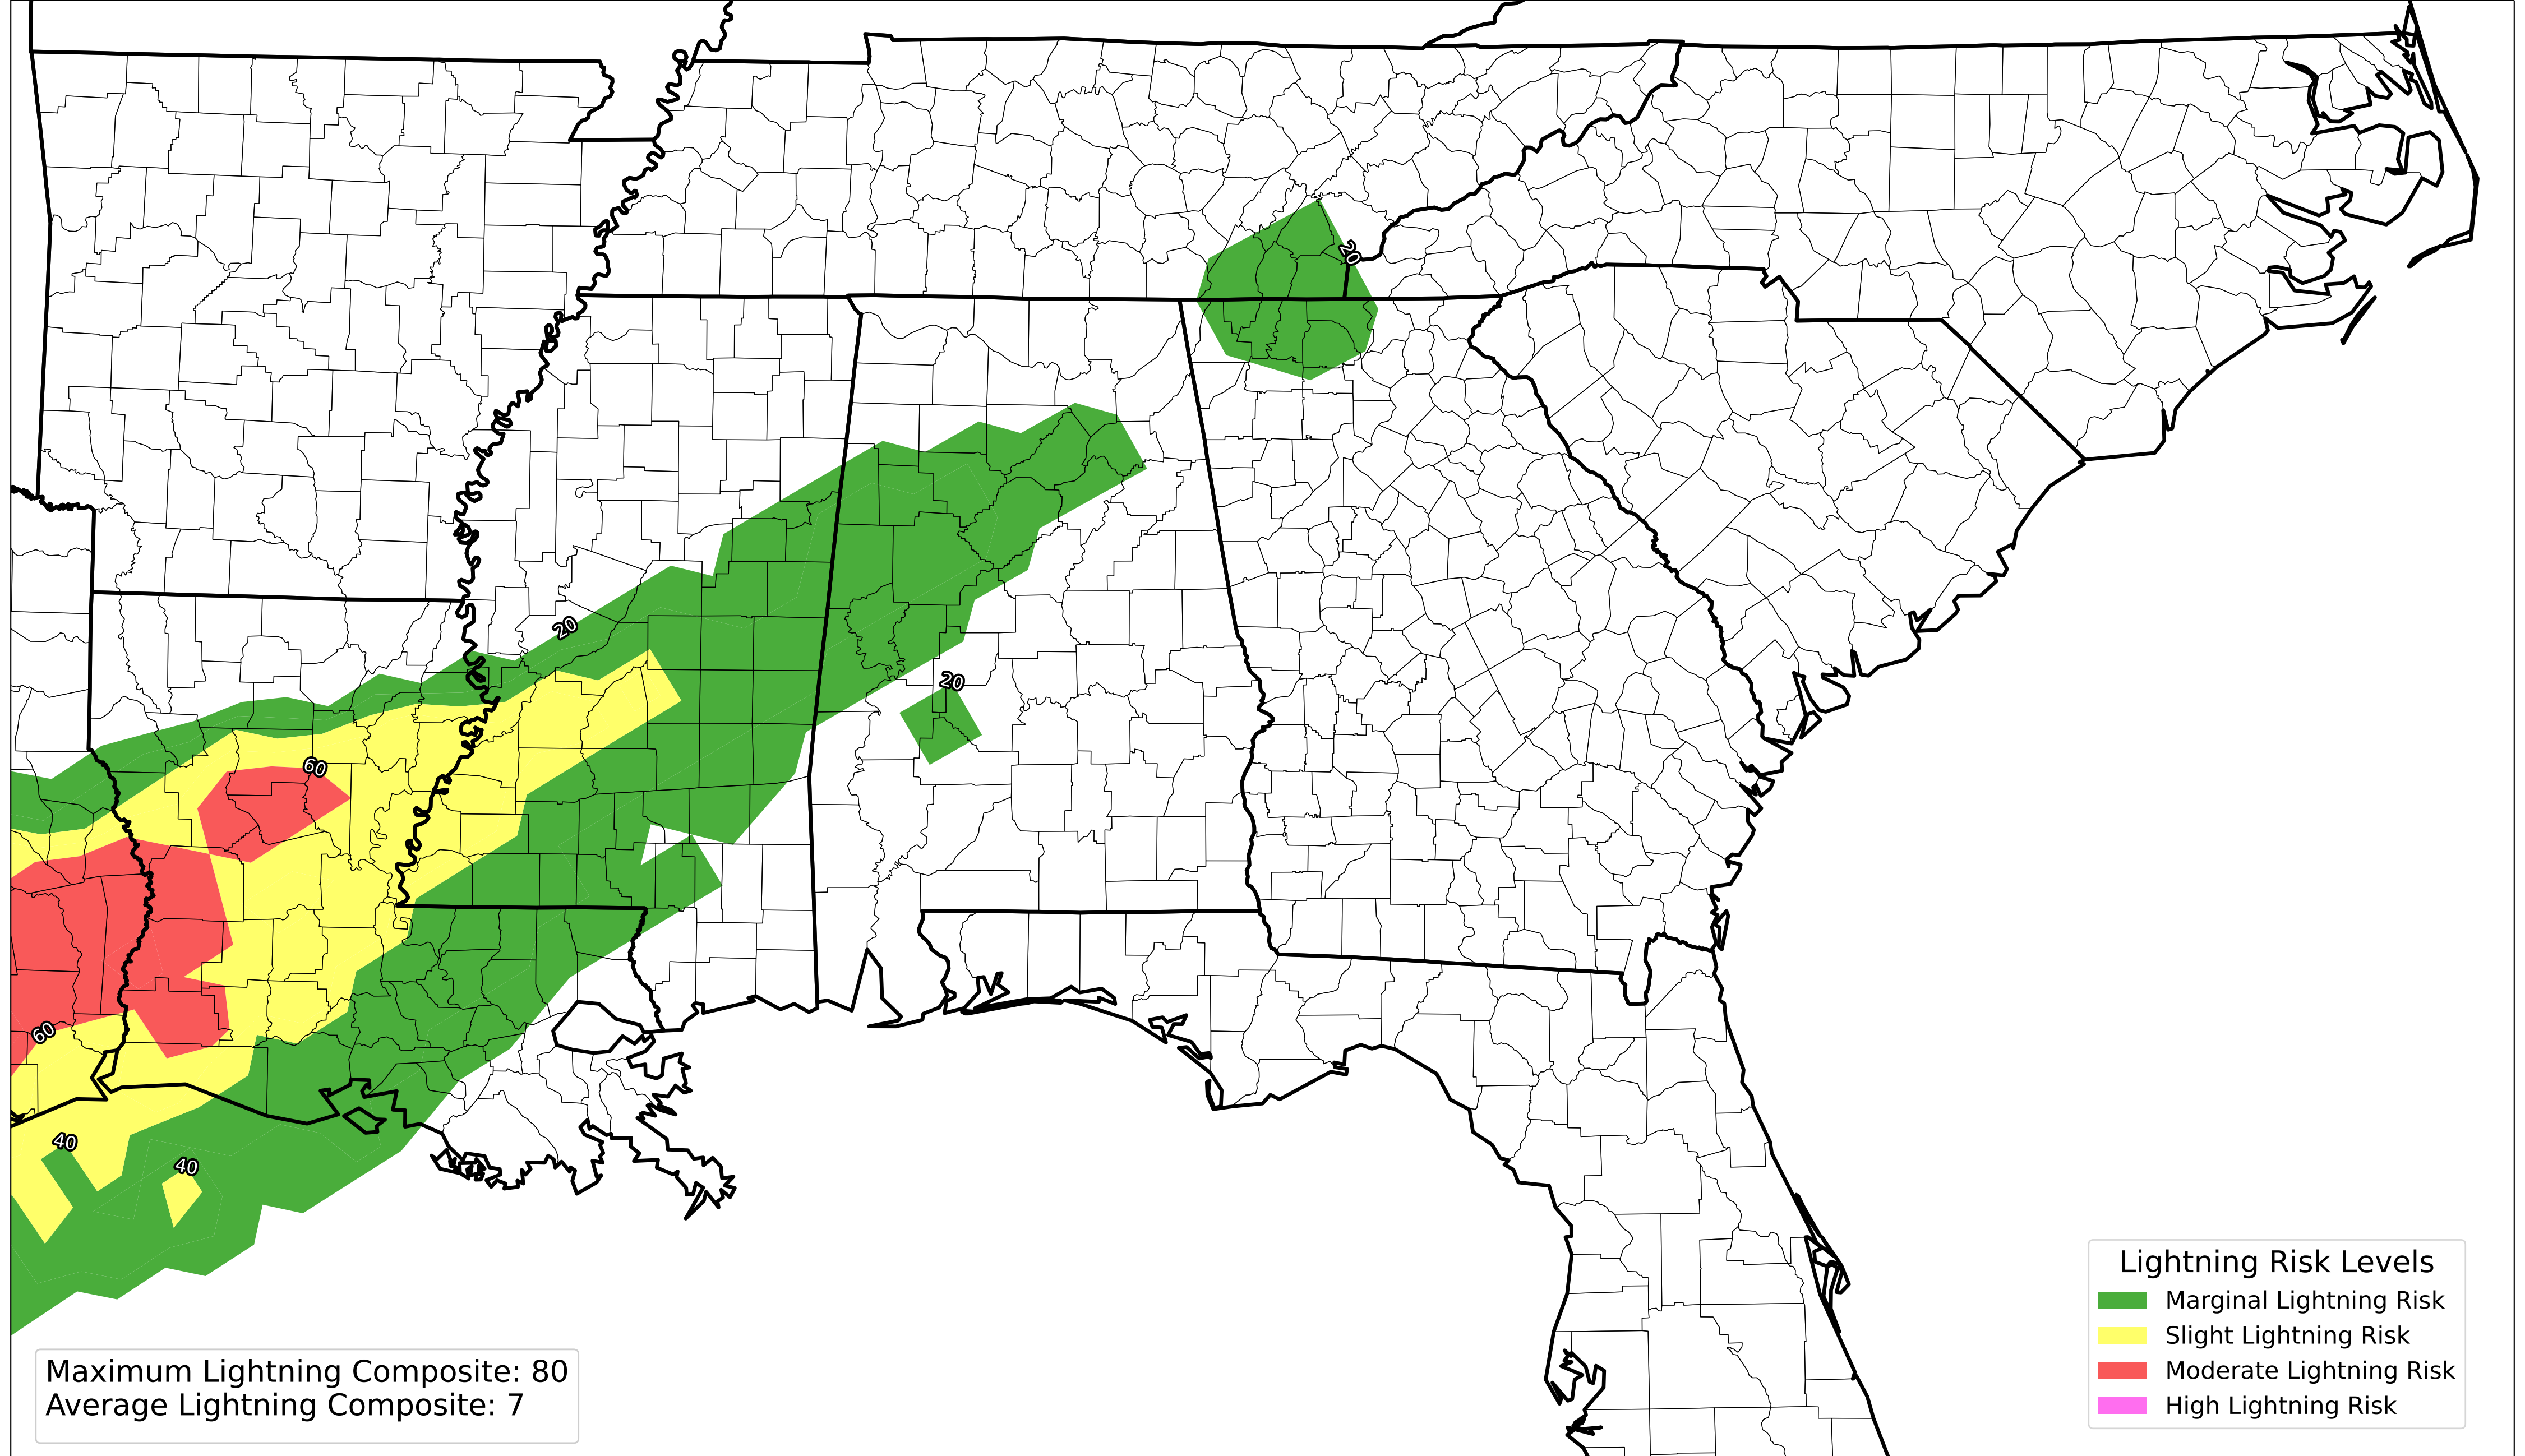 20
20
20
60
60
40
40
Lightning Risk Levels
Marginal Lightning Risk
Slight Lightning Risk
Moderate Lightning Risk
High Lightning Risk
Maximum Lightning Composite: 80
Average Lightning Composite: 7